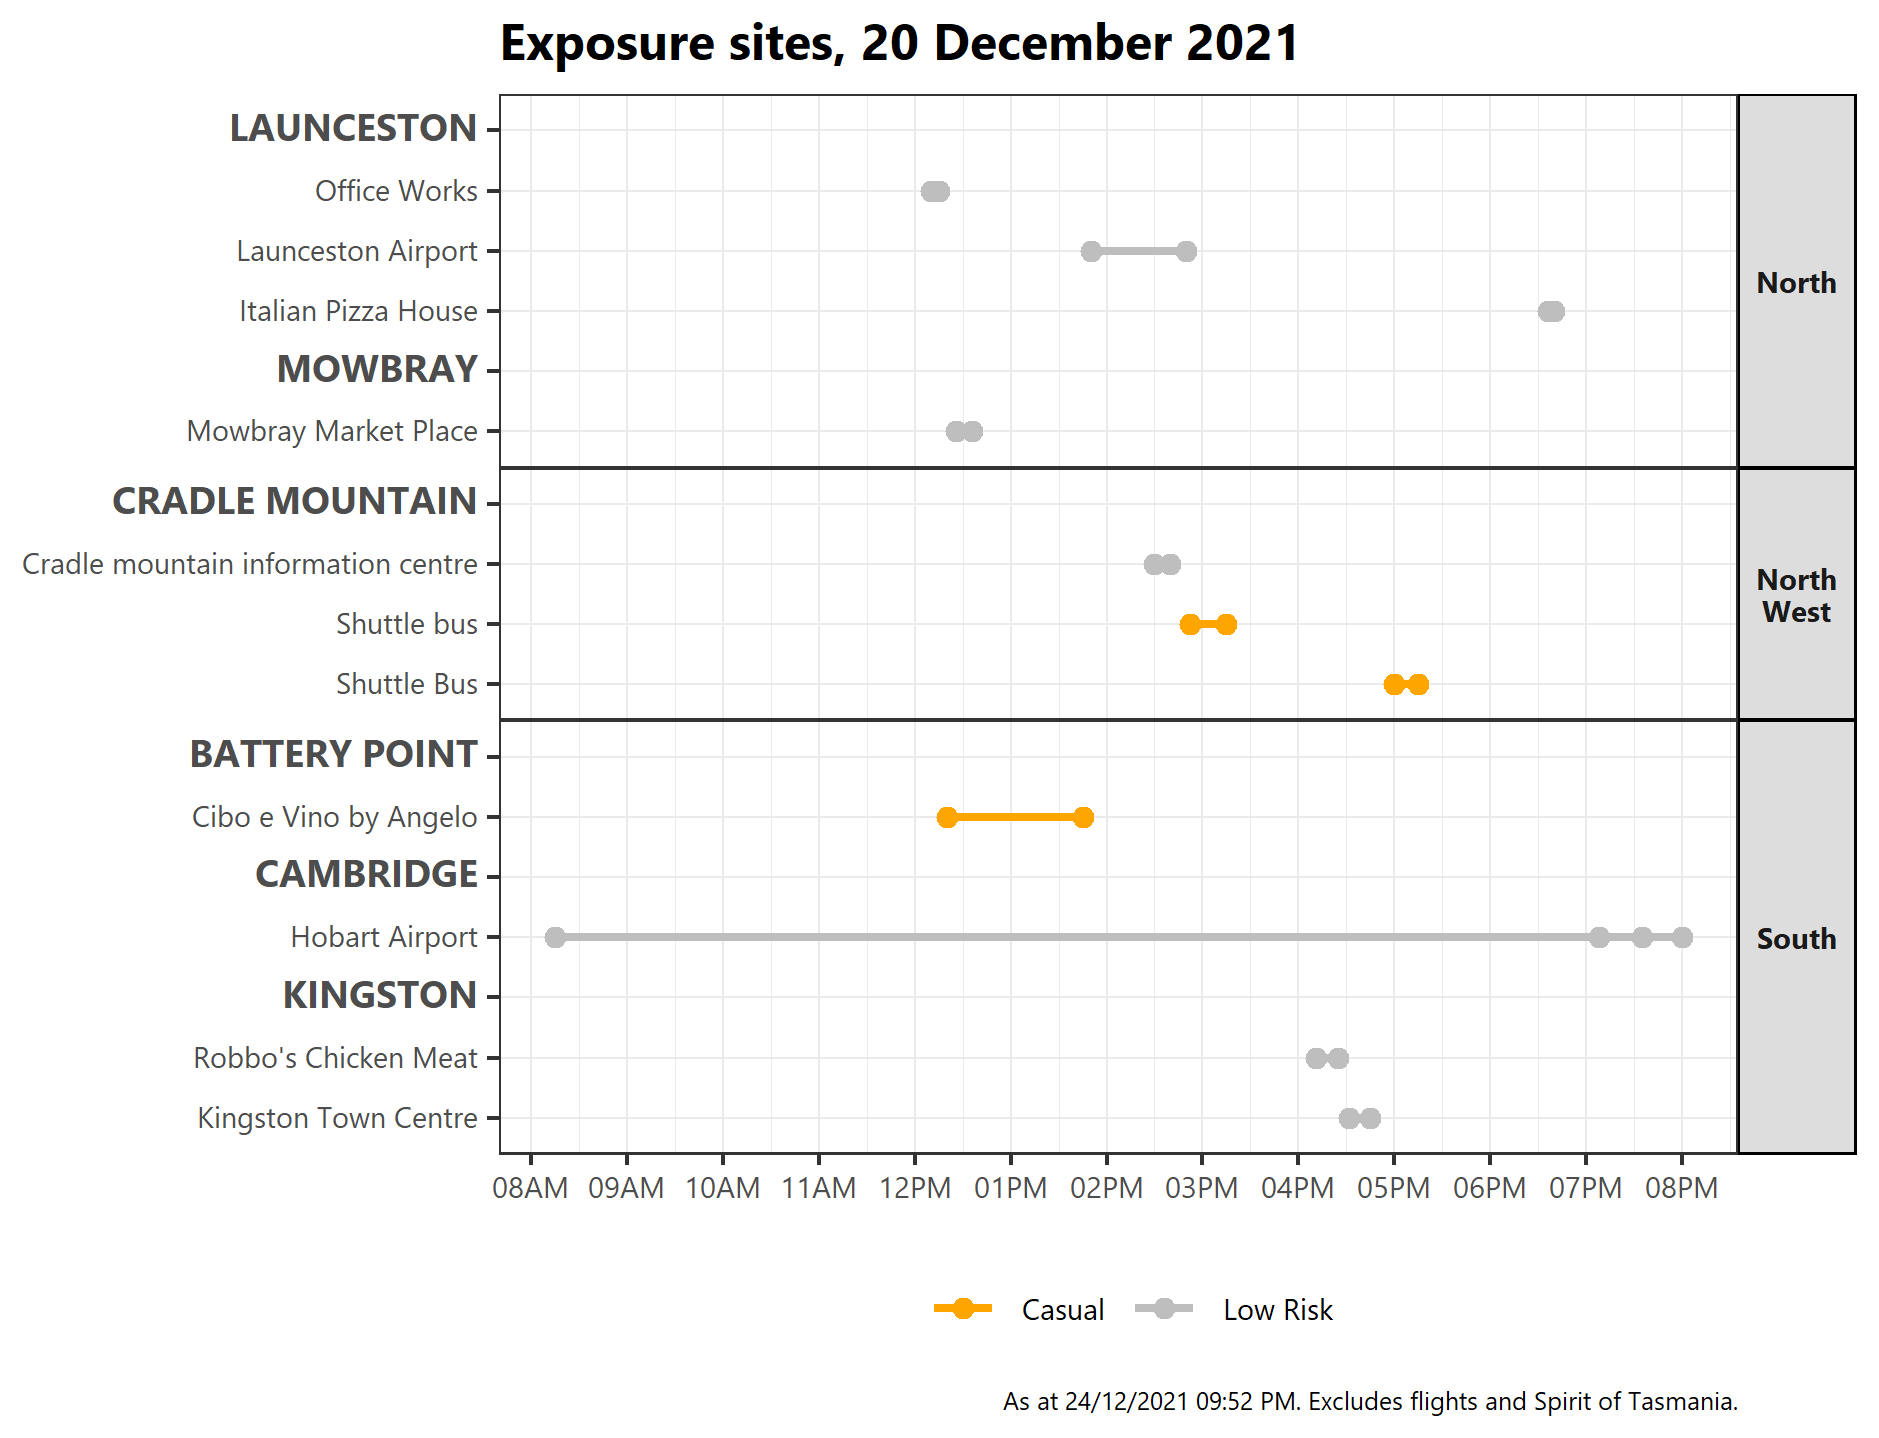 Exposure sites, 20 December 2021
LAUNCESTON
Office Works
Launceston Airport
Italian Pizza House
MOWBRAY
Mowbray Market Place
North
CRADLE MOUNTAIN
Cradle mountain information centre
Shuttle bus
Shuttle Bus
North
West
BATTERY POINT
Cibo e Vino by Angelo
CAMBRIDGE
Hobart Airport
KINGSTON
Robbo's Chicken Meat
Kingston Town Centre
South
08AM 09AM 10AM 11AM 12PM 01PM 02PM 03PM 04PM 05PM 06PM 07PM 08PM
Casual Low Risk
As at 24/12/2021 09:52 PM. Excludes flights and Spirit of Tasmania.